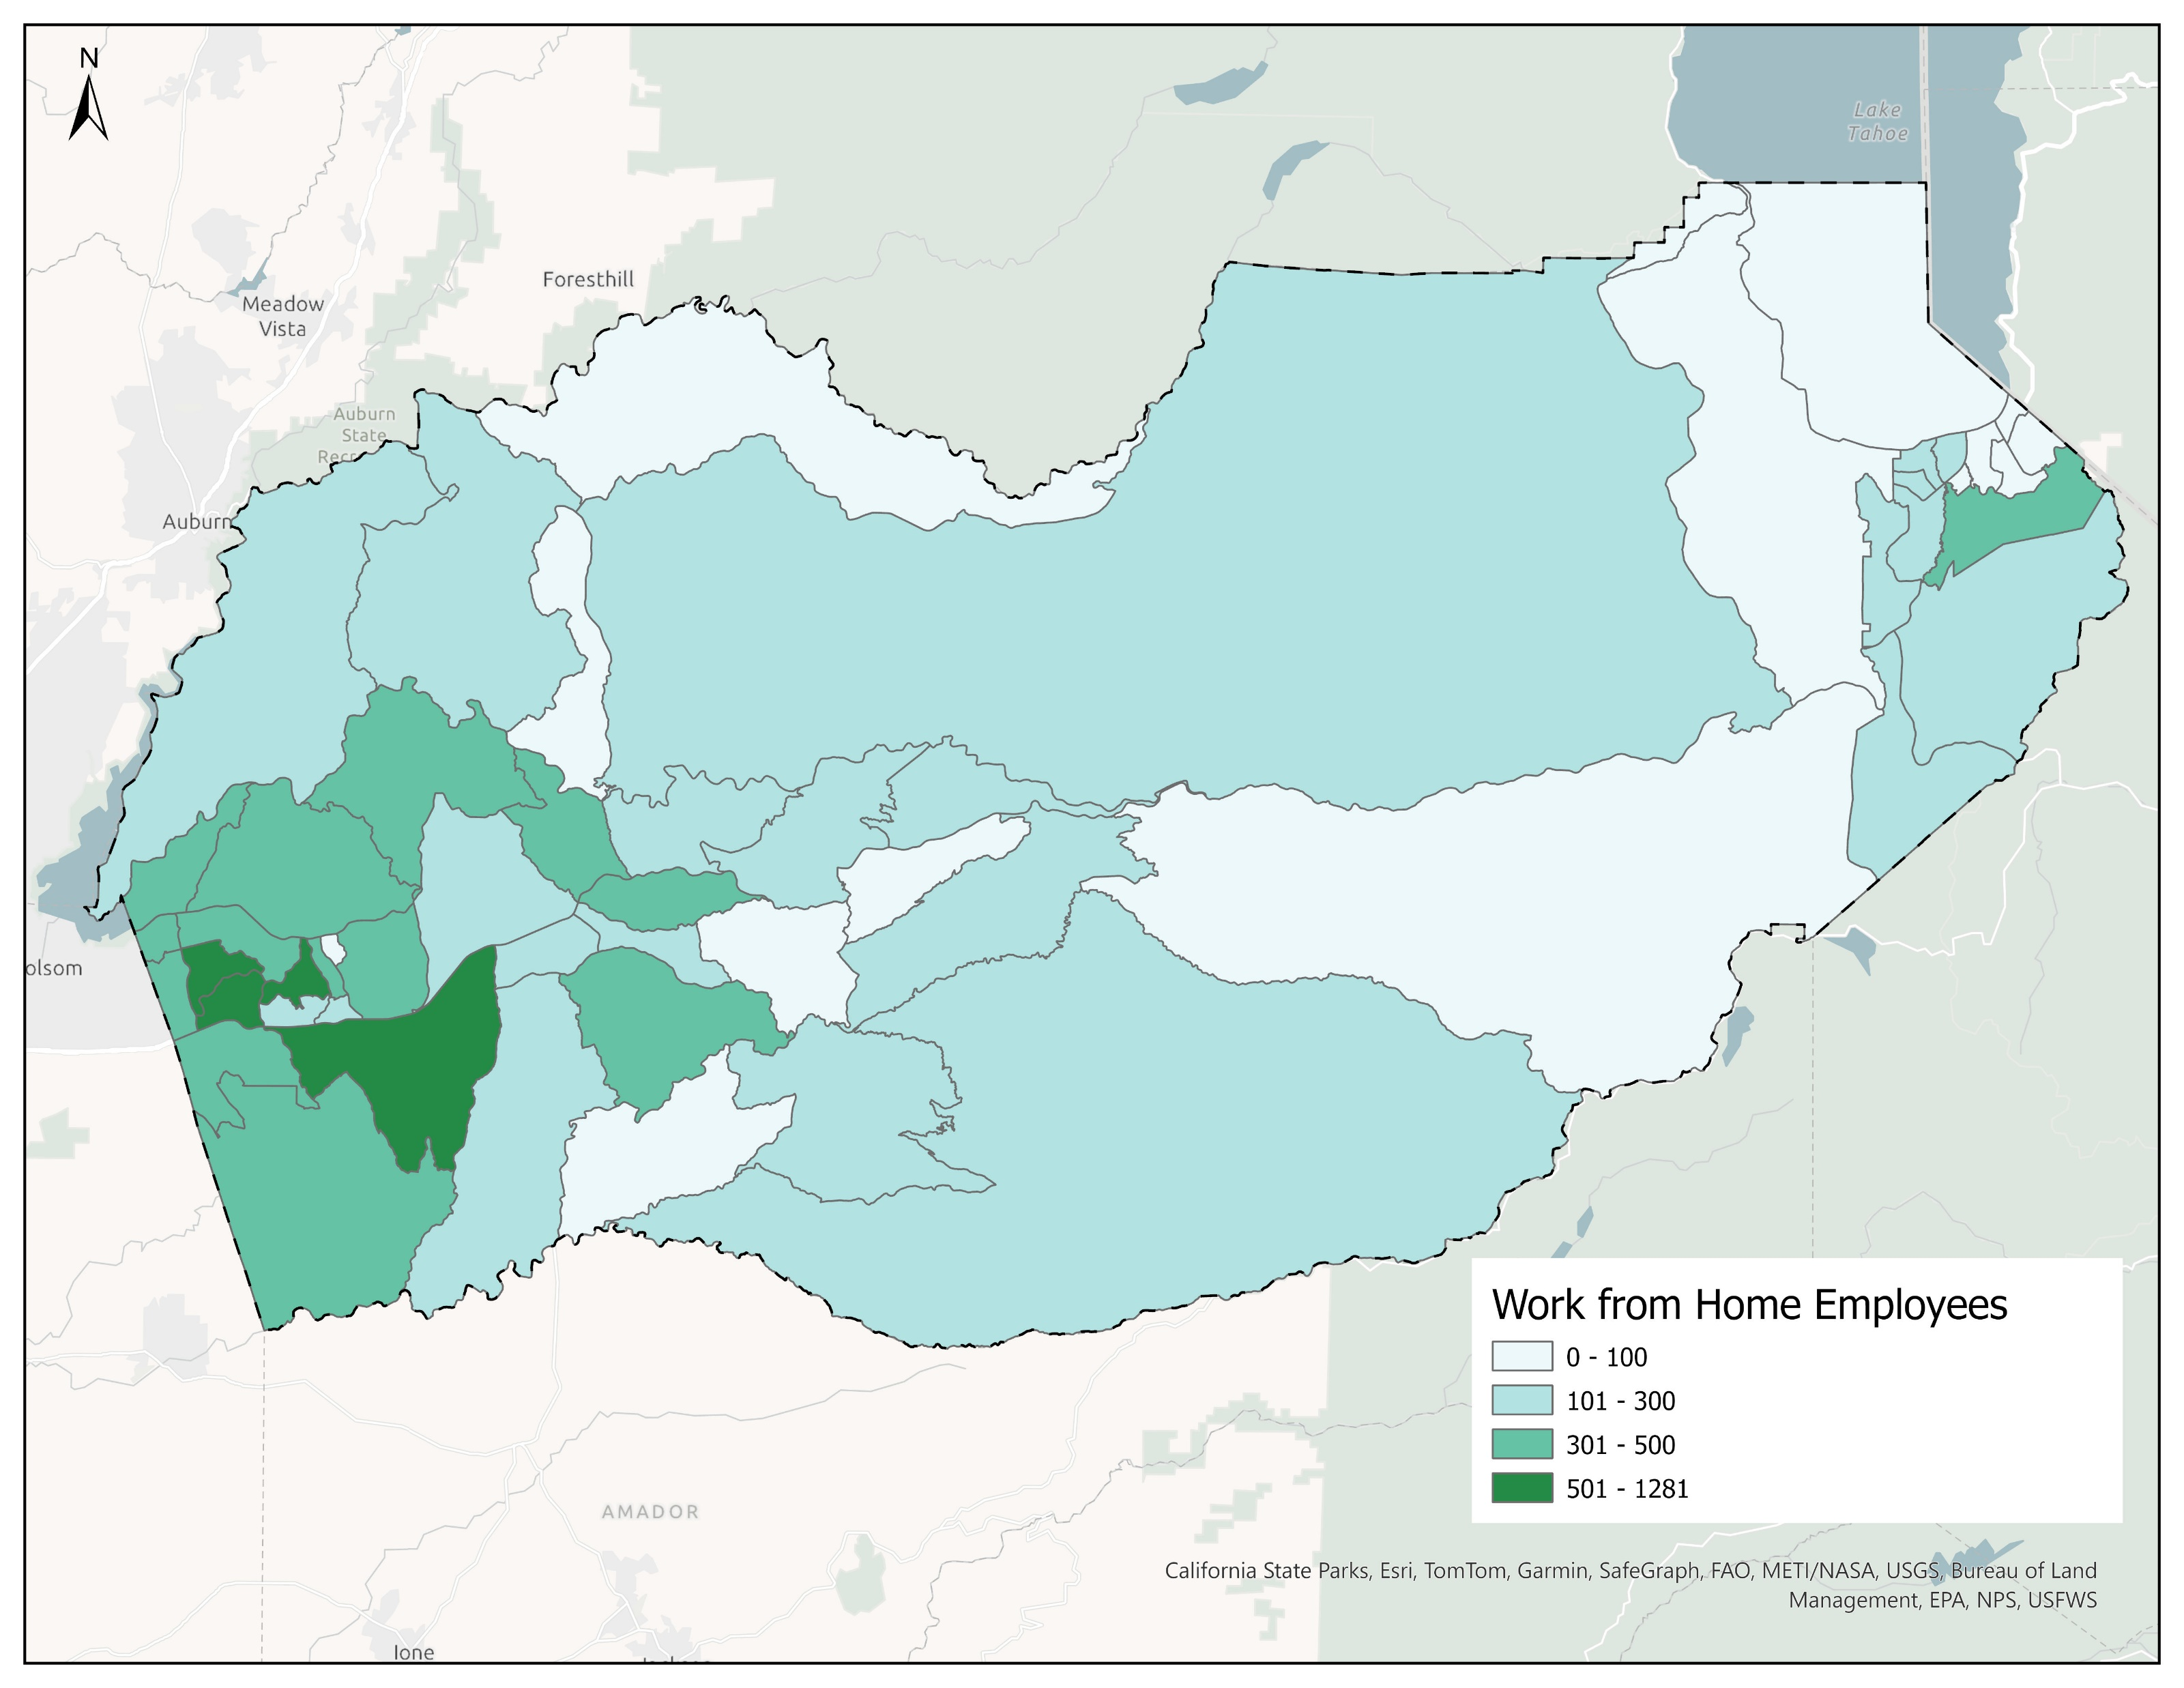 N
Lake
Tahoe
Foresthill
Meadow
Vista
Auburn
State
Recr
Auburn
olsom
Work from Home Employees
0 - 100
101 - 300
301 - 500
501 - 1281
AMADOR
California State Parks, Esri, TomTom, Garmin, SafeGraph, FAO, METI/NASA, USGS, Bureau of Land
Management, EPA, NPS, USFWS
Ione